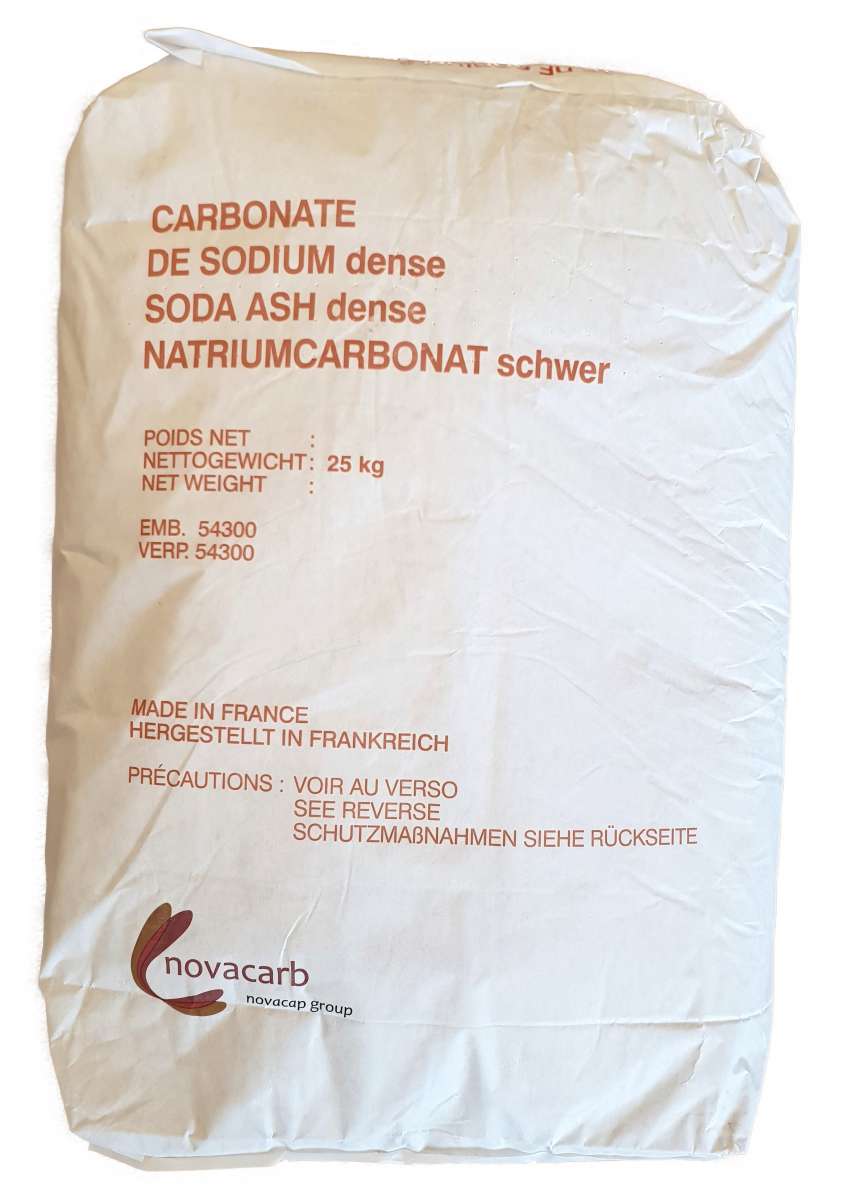 CARBONATE
DE SODIUM dense
SODA ASH dense
NATRIUMCARBONAT schwer
POIDS NET :
NETTOGEWICHT : 25 kg
NET WEIGHT :
EMB. 54300
VERP. 54300
MADE IN FRANCE
HERGESTELLT IN FRANKREICH
PRÉCAUTIONS : VOIR AU VERSO
SEE REVERSE
SCHUTZMAßNAHMEN SIEHE RÜCKSEITE
novacarb
novacap group